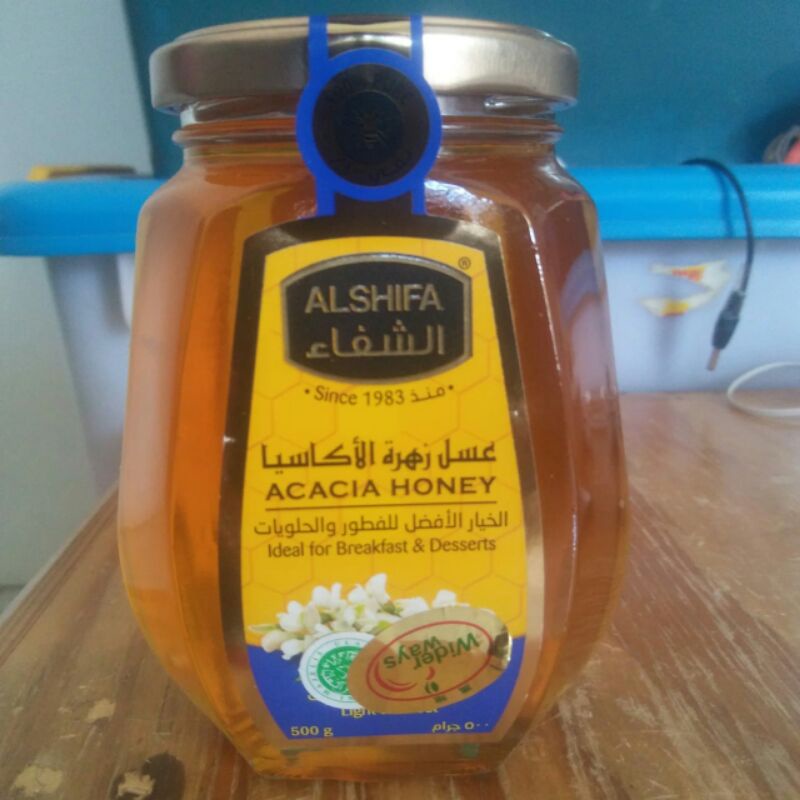 ALSHIFA
®
الشفاء
• Since 1983 منذ •
عسل زهرة الأكاسيا
ACACIA HONEY
الخيار الأفضل للفطور والحلويات
Ideal for Breakfast & Desserts
Wider
Ways
Light
500 g
٥٠٠ جرام